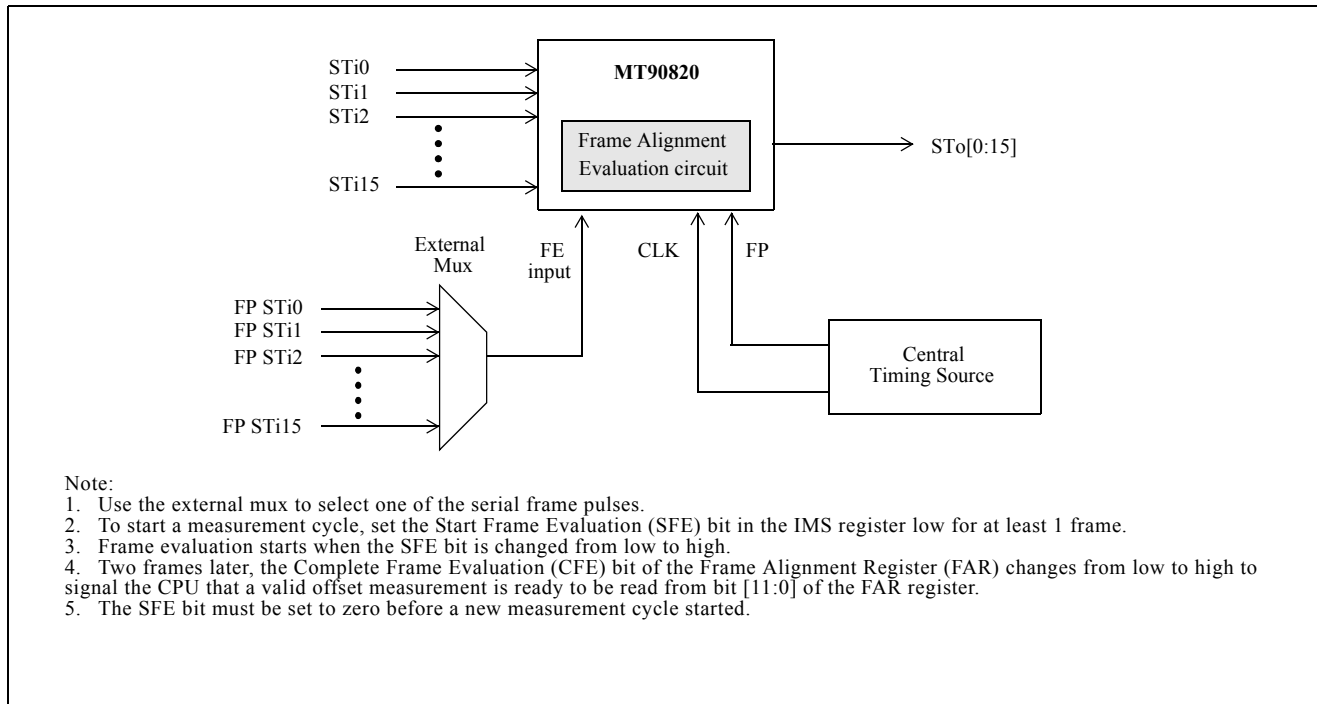 STi0
STi1
STi2
STi15
MT90820
Frame Alignment
Evaluation circuit
STo[0:15]
External
Mux
FE
input
CLK
FP
FP STi0
FP STi1
FP STi2
FP STi15
Central
Timing Source
Note:
1. Use the external mux to select one of the serial frame pulses.
2. To start a measurement cycle, set the Start Frame Evaluation (SFE) bit in the IMS register low for at least 1 frame.
3. Frame evaluation starts when the SFE bit is changed from low to high.
4. Two frames later, the Complete Frame Evaluation (CFE) bit of the Frame Alignment Register (FAR) changes from low to high to
signal the CPU that a valid offset measurement is ready to be read from bit [11:0] of the FAR register.
5. The SFE bit must be set to zero before a new measurement cycle started.